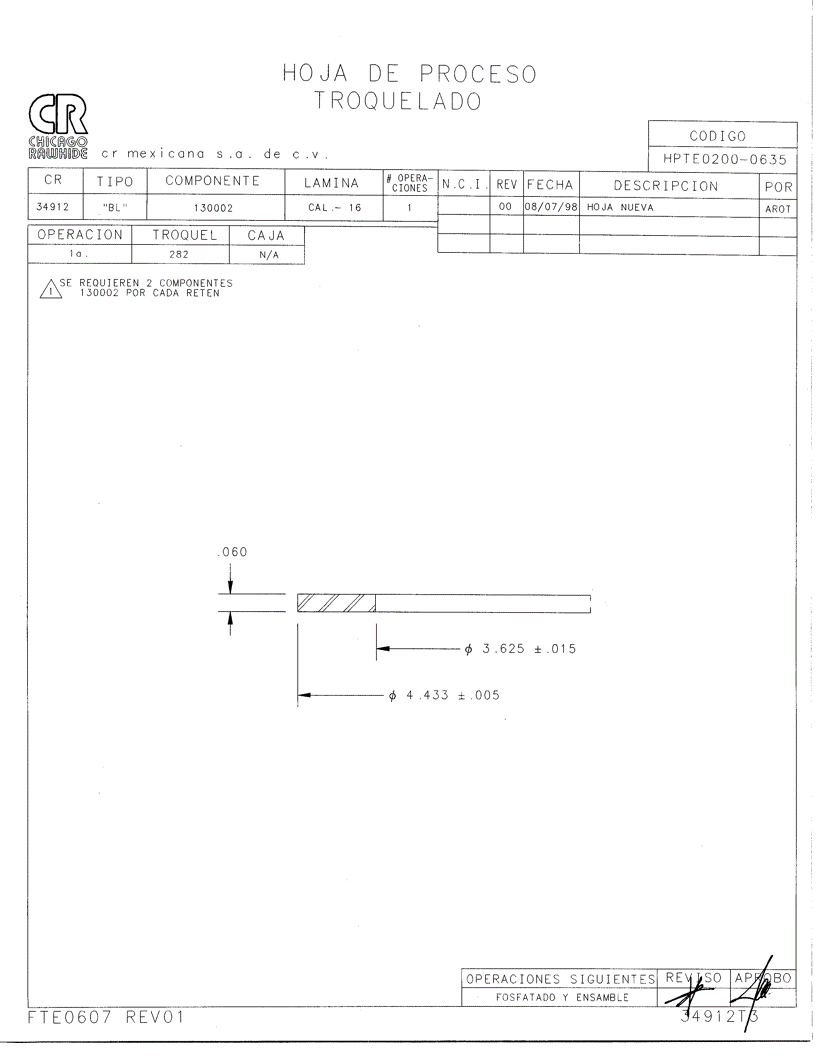 HOJA DE PROCESO
TROQUELADO
CR
CHICAGO
RAWHIDE
cr mexicana s.a. de c.v.
CODIGO
HPTE0200-0635
CR TIPO COMPONENTE LAMINA # OPERA-CIONES N.C.I. REV FECHA DESCRIPCION POR
34912 "BL" 130002 CAL.- 16 1 00 08/07/98 HOJA NUEVA AROT
OPERACION TROQUEL CAJA
1a. 282 N/A
1 SE REQUIEREN 2 COMPONENTES
130002 POR CADA RETEN
.060
ϕ 3.625 ±.015
ϕ 4.433 ±.005
OPERACIONES SIGUIENTES REVISO APROBO
FOSFATADO Y ENSAMBLE
FTE0607 REV01
34912T3